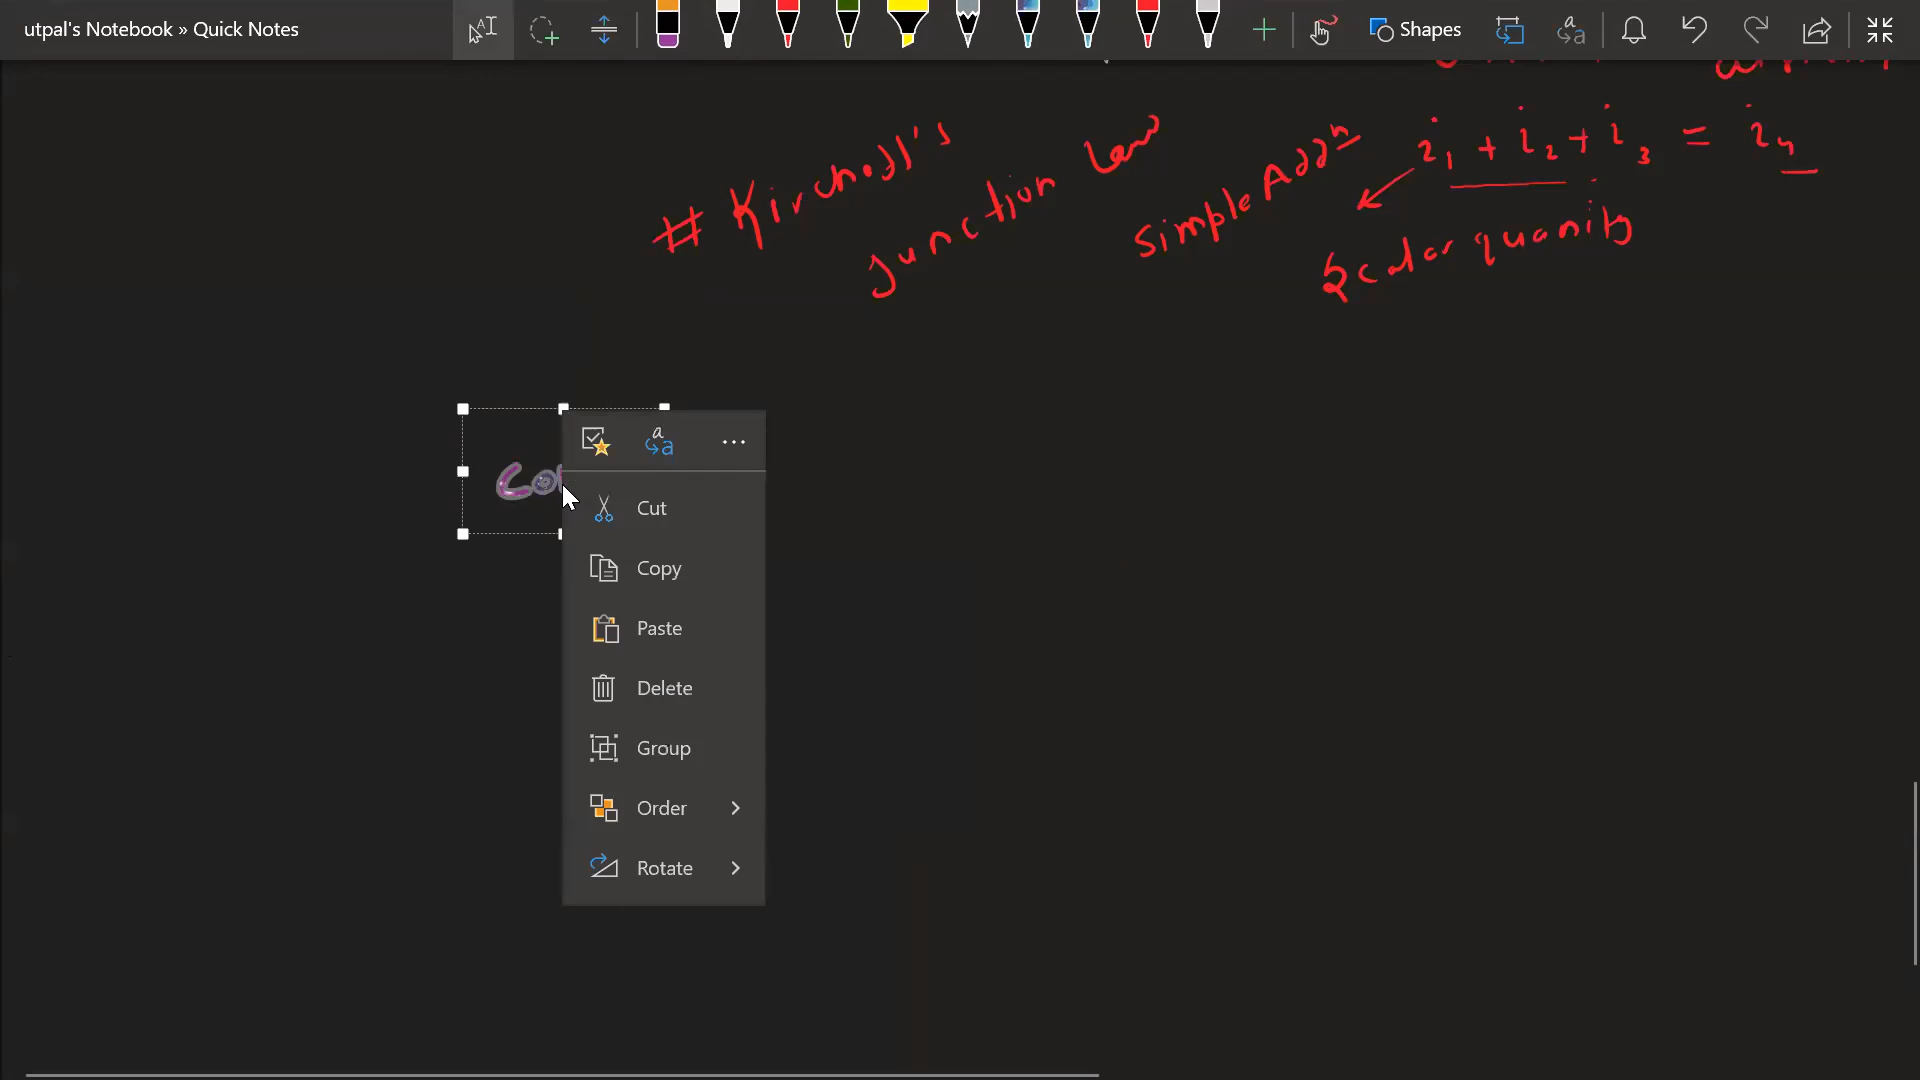 utpal's Notebook » Quick Notes
Shapes
# Kirchoff's
junction law
Simple Addn
i1 + i2 + i3 = i4
Scalar quanity
Cut
Copy
Paste
Delete
Group
Order
Rotate